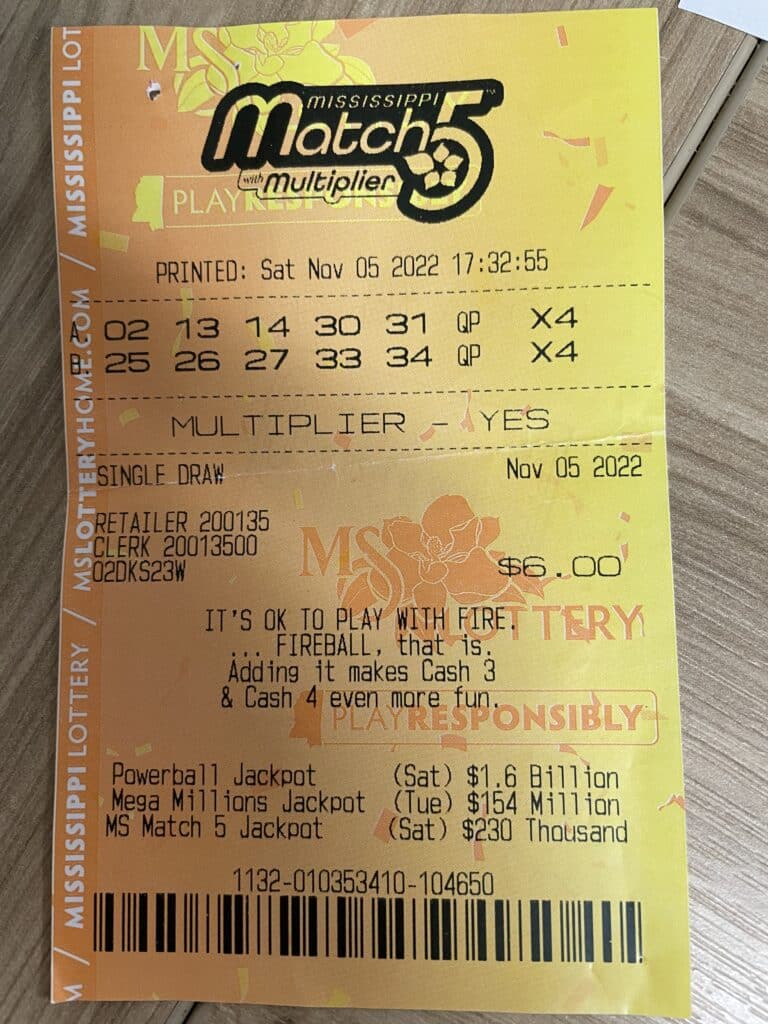 MS
MISSISSIPPI
Match 5
with Multiplier
PLAY RESPONSIBLY
PRINTED: Sat Nov 05 2022 17:32:55
A 02 13 14 30 31 QP X4
B 25 26 27 33 34 QP X4
MULTIPLIER - YES
SINGLE DRAW Nov 05 2022
RETAILER 200135
CLERK 20013500
02DKS23W
$6.00
MS
LOTTERY
IT'S OK TO PLAY WITH FIRE.
... FIREBALL, that is.
Adding it makes Cash 3
& Cash 4 even more fun.
PLAYRESPONSIBLY
Powerball Jackpot (Sat) $1.6 Billion
Mega Millions Jackpot (Tue) $154 Million
MS Match 5 Jackpot (Sat) $230 Thousand
1132-010353410-104650
M / MISSISSIPPI LOTTERY / MSLOTTERYHOME.COM / MISSISSIPPI LOT